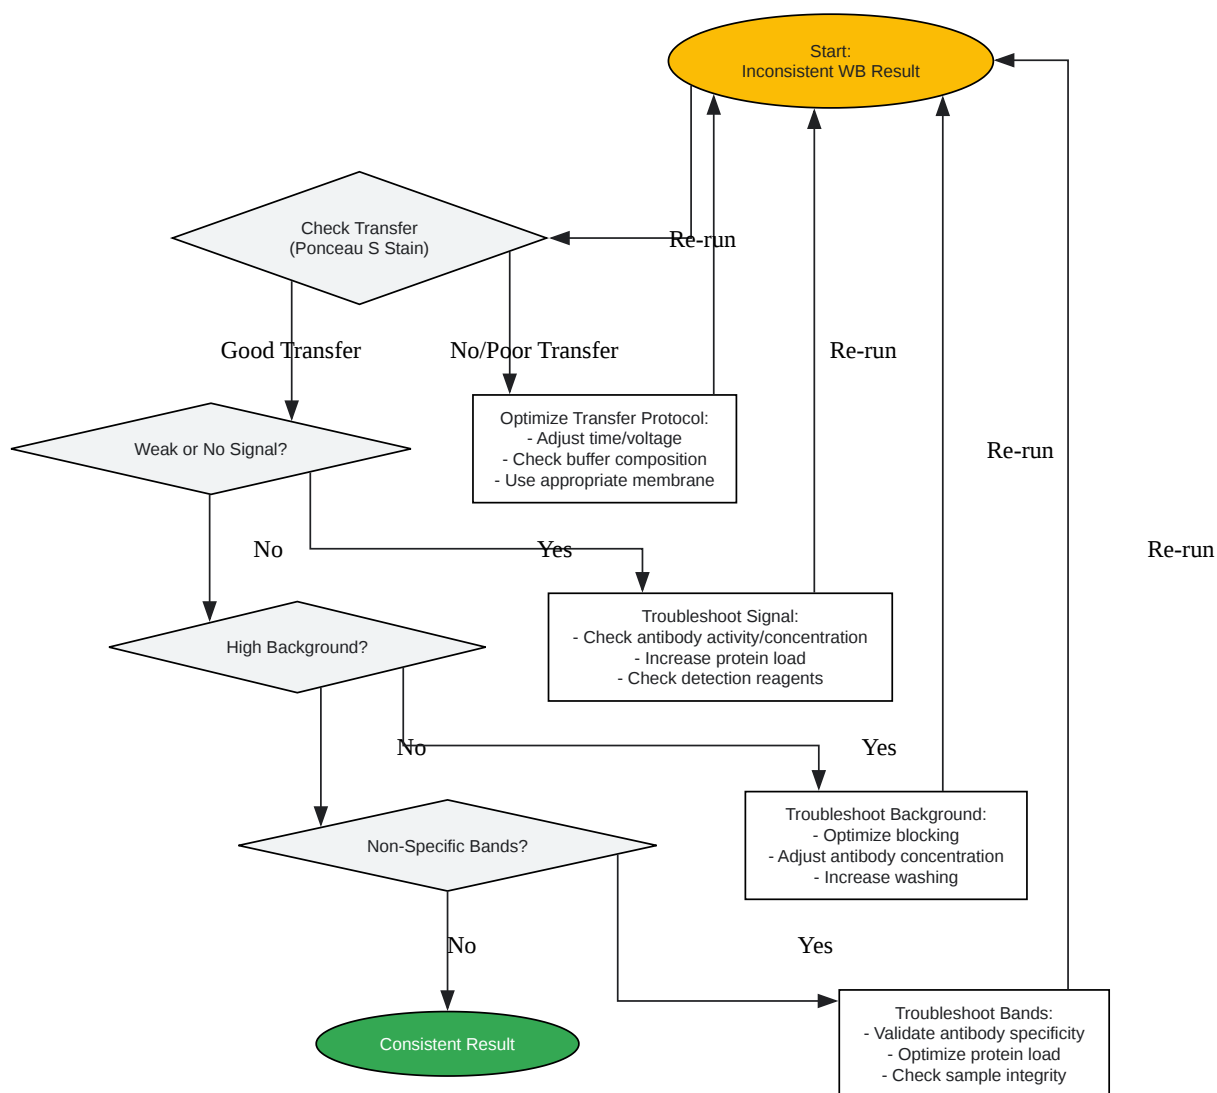 Start:
Inconsistent WB Result
Check Transfer
(Ponceau S Stain)
Re-run
Good Transfer
No/Poor Transfer
Re-run
Optimize Transfer Protocol:
- Adjust time/voltage
- Check buffer composition
- Use appropriate membrane
Weak or No Signal?
Re-run
No
Yes
Re-run
Troubleshoot Signal:
- Check antibody activity/concentration
- Increase protein load
- Check detection reagents
High Background?
No
Yes
Troubleshoot Background:
- Optimize blocking
- Adjust antibody concentration
- Increase washing
Non-Specific Bands?
No
Yes
Troubleshoot Bands:
- Validate antibody specificity
- Optimize protein load
- Check sample integrity
Consistent Result